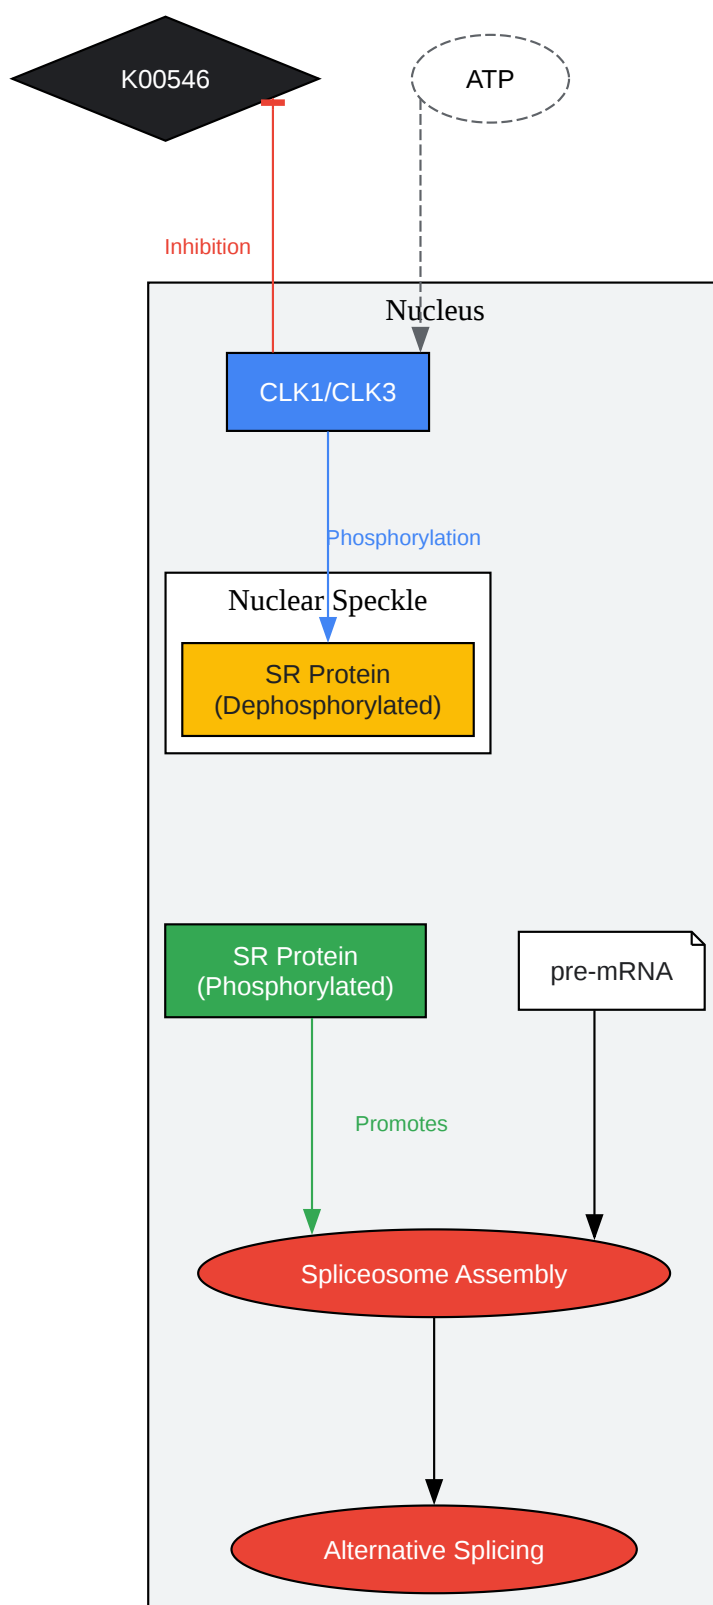 K00546
ATP
Inhibition
Nucleus
CLK1/CLK3
Phosphorylation
Nuclear Speckle
SR Protein
(Dephosphorylated)
SR Protein
(Phosphorylated)
pre-mRNA
Promotes
Spliceosome Assembly
Alternative Splicing